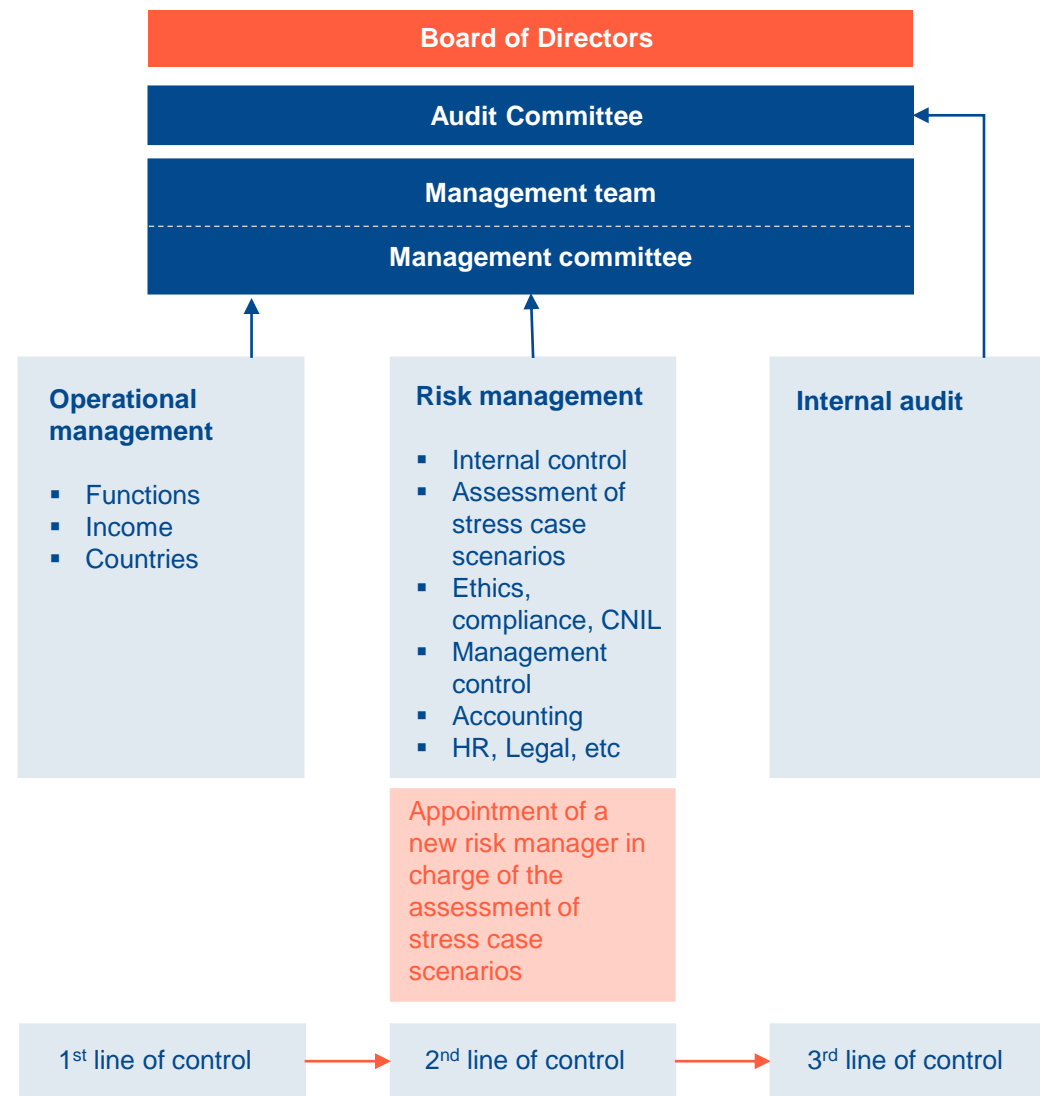 Board of Directors
Audit Committee
Management team
Management committee
Operational
management
▪ Functions
▪ Income
▪ Countries
Risk management
▪ Internal control
▪ Assessment of
stress case
scenarios
▪ Ethics,
compliance, CNIL
▪ Management
control
▪ Accounting
▪ HR, Legal, etc
Internal audit
Appointment of a
new risk manager in
charge of the
assessment of
stress case
scenarios
1st line of control
2nd line of control
3rd line of control